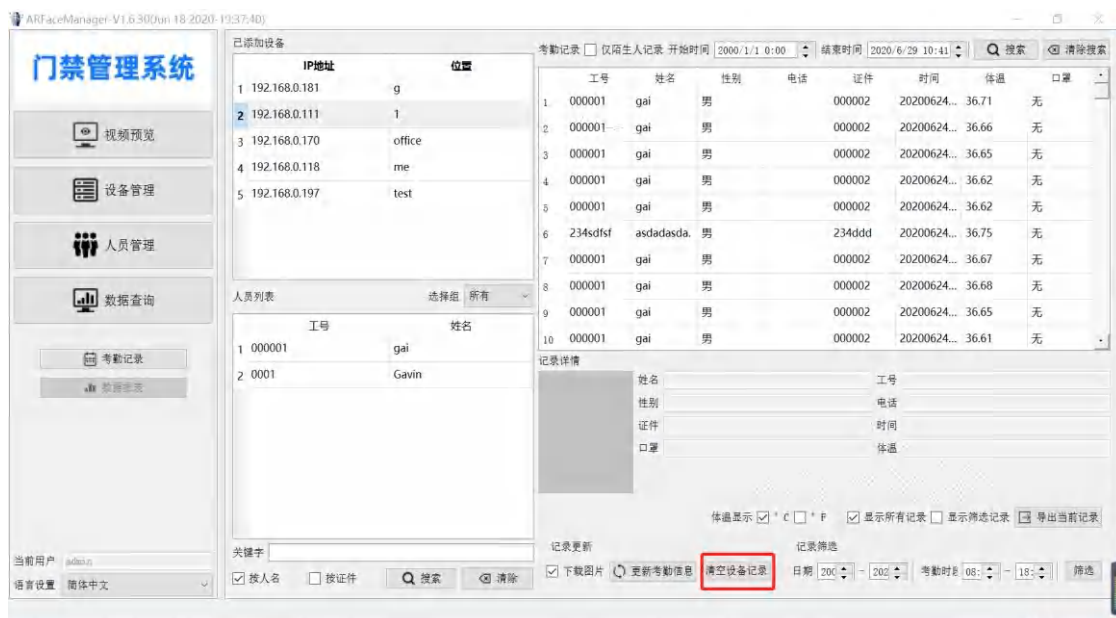 ARFaceManager-V1.6.30(Jun 18 2020-19:37:40)
门禁管理系统
视频预览
设备管理
人员管理
数据查询
考勤记录
当前用户 admin
语言设置 简体中文
已添加设备
IP地址 位置
1 192.168.0.181 g
2 192.168.0.111 1
3 192.168.0.170 office
4 192.168.0.118 me
5 192.168.0.197 test
人员列表 选择组 所有
工号 姓名
1 000001 gai
2 0001 Gavin
关键字
按人名 按证件 搜索 清除
考勤记录 仅陌生人记录 开始时间 2000/1/1 0:00 结束时间 2020/6/29 10:41 搜索 清除搜索
工号 姓名 性别 电话 证件 时间 体温 口罩
1 000001 gai 男 000002 20200624... 36.71 无
2 000001 gai 男 000002 20200624... 36.66 无
3 000001 gai 男 000002 20200624... 36.65 无
4 000001 gai 男 000002 20200624... 36.62 无
5 000001 gai 男 000002 20200624... 36.62 无
6 234sdfsf asdadasda. 男 234ddd 20200624... 36.75 无
7 000001 gai 男 000002 20200624... 36.67 无
8 000001 gai 男 000002 20200624... 36.68 无
9 000001 gai 男 000002 20200624... 36.65 无
10 000001 gai 男 000002 20200624... 36.61 无
记录详情
姓名 工号
性别 电话
证件 时间
口罩 体温
体温显示 °C °F 显示所有记录 显示筛选记录 导出当前记录
记录更新 记录筛选
下载图片 更新考勤信息 清空设备记录 日期 200 - 202 考勤时 08: - 18: 筛选